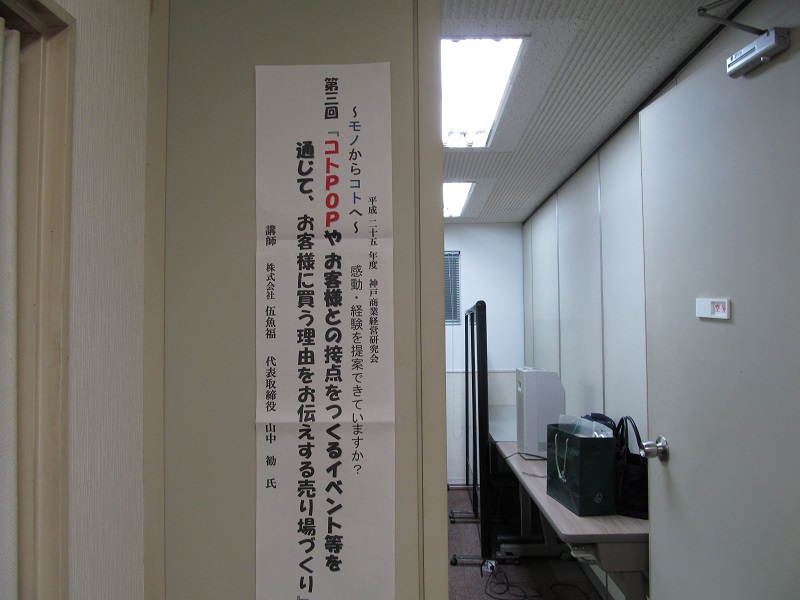 平成 二十五 年度 神戸商業経営研究会
～モノからコトへ～ 感動・経験を提案できていますか？
第三回 『コトPOPや お客様との接点をつくるイベント等を
通じて、お客様に買う理由をお伝えする売り場づくり』
講師 株式会社 伍魚福 代表取締役 山中 勧 氏